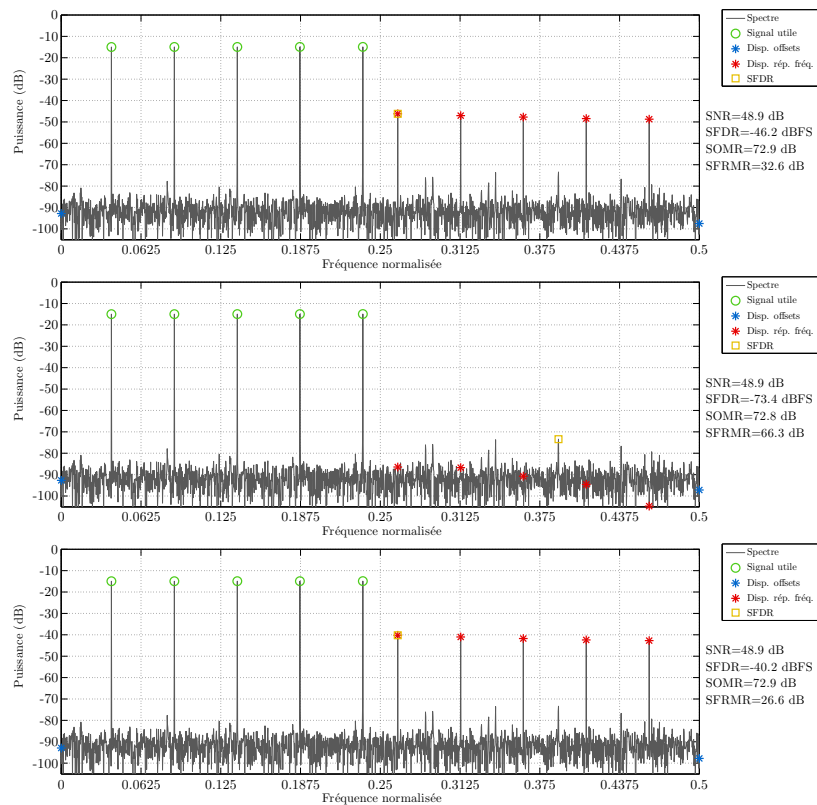 0
-10
-20
-30
-40
-50
-60
-70
-80
-90
-100
Puissance (dB)
0 0.0625 0.125 0.1875 0.25 0.3125 0.375 0.4375 0.5
Fréquence normalisée
Spectre
Signal utile
Disp. offsets
Disp. rép. fréq.
SFDR
SNR=48.9 dB
SFDR=-46.2 dBFS
SOMR=72.9 dB
SFRMR=32.6 dB
0
-10
-20
-30
-40
-50
-60
-70
-80
-90
-100
Puissance (dB)
0 0.0625 0.125 0.1875 0.25 0.3125 0.375 0.4375 0.5
Fréquence normalisée
Spectre
Signal utile
Disp. offsets
Disp. rép. fréq.
SFDR
SNR=48.9 dB
SFDR=-73.4 dBFS
SOMR=72.8 dB
SFRMR=66.3 dB
0
-10
-20
-30
-40
-50
-60
-70
-80
-90
-100
Puissance (dB)
0 0.0625 0.125 0.1875 0.25 0.3125 0.375 0.4375 0.5
Fréquence normalisée
Spectre
Signal utile
Disp. offsets
Disp. rép. fréq.
SFDR
SNR=48.9 dB
SFDR=-40.2 dBFS
SOMR=72.9 dB
SFRMR=26.6 dB